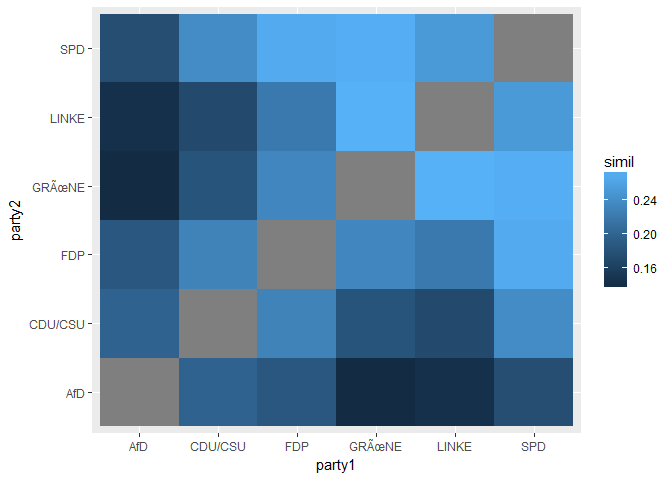 SPD
LINKE
GRÃœNE
FDP
CDU/CSU
AfD
party2
AfD CDU/CSU FDP GRÃœNE LINKE SPD
party1
simil
0.24
0.20
0.16